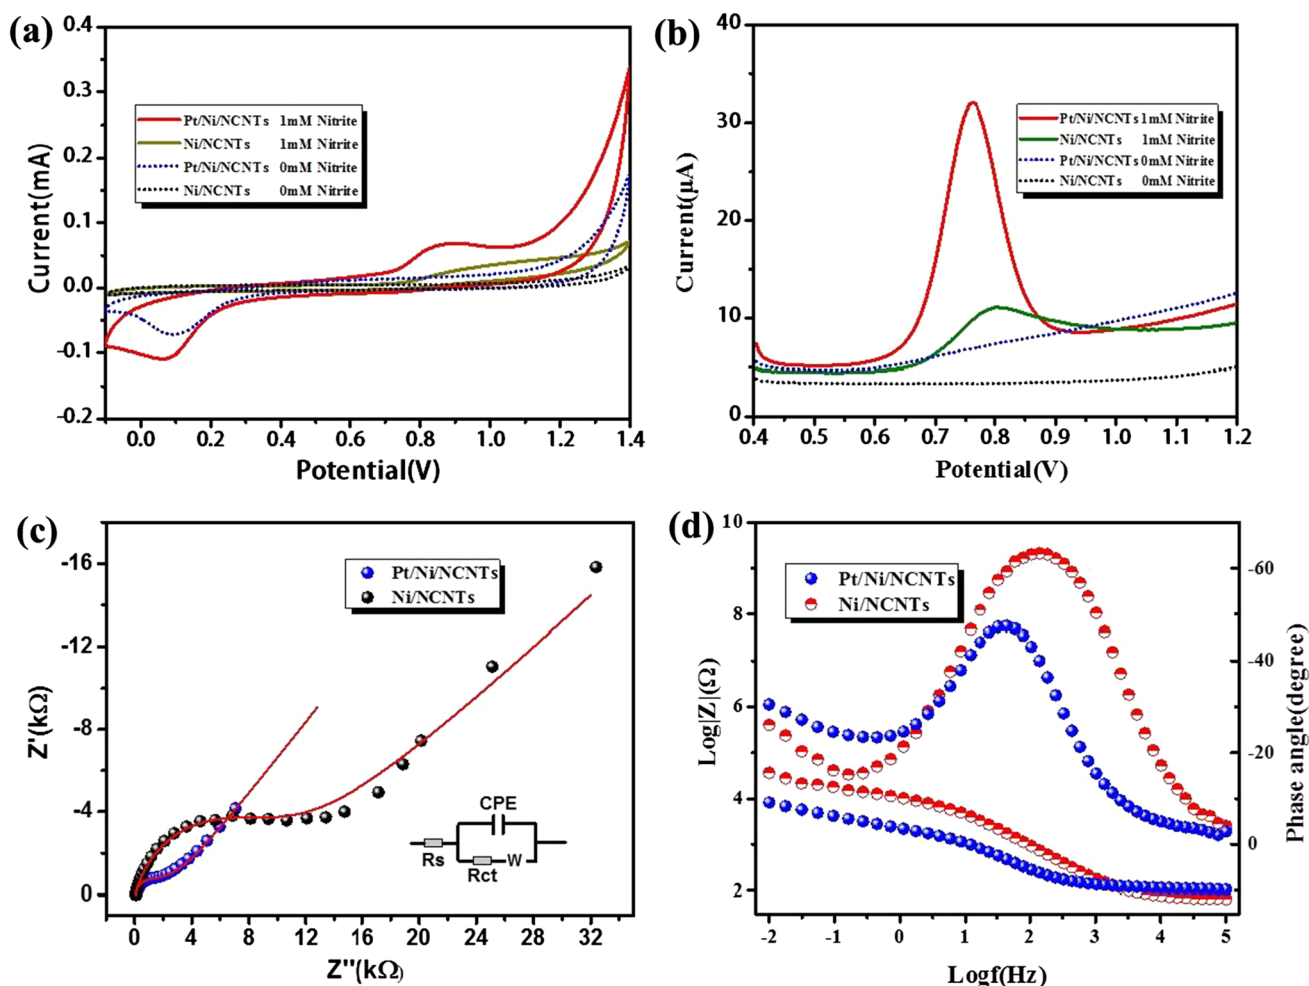 (a)
0.4
0.3
0.2
0.1
0.0
-0.1
-0.2
Current(mA)
Pt/Ni/NCNTs 1mM Nitrite
Ni/NCNTs 1mM Nitrite
Pt/Ni/NCNTs 0mM Nitrite
Ni/NCNTs 0mM Nitrite
0.0 0.2 0.4 0.6 0.8 1.0 1.2 1.4
Potential(V)
(b)
40
30
20
10
0
Current(μA)
Pt/Ni/NCNTs 1mM Nitrite
Ni/NCNTs 1mM Nitrite
Pt/Ni/NCNTs 0mM Nitrite
Ni/NCNTs 0mM Nitrite
0.4 0.5 0.6 0.7 0.8 0.9 1.0 1.1 1.2
Potential(V)
(c)
-16
-12
-8
-4
0
Z'(kΩ)
Pt/Ni/NCNTs
Ni/NCNTs
CPE
Rs
Rct
W
0 4 8 12 16 20 24 28 32
Z''(kΩ)
(d)
10
8
6
4
2
Log|Z|(Ω)
Pt/Ni/NCNTs
Ni/NCNTs
-60
-40
-20
0
Phase angle(degree)
-2 -1 0 1 2 3 4 5
Logf(Hz)